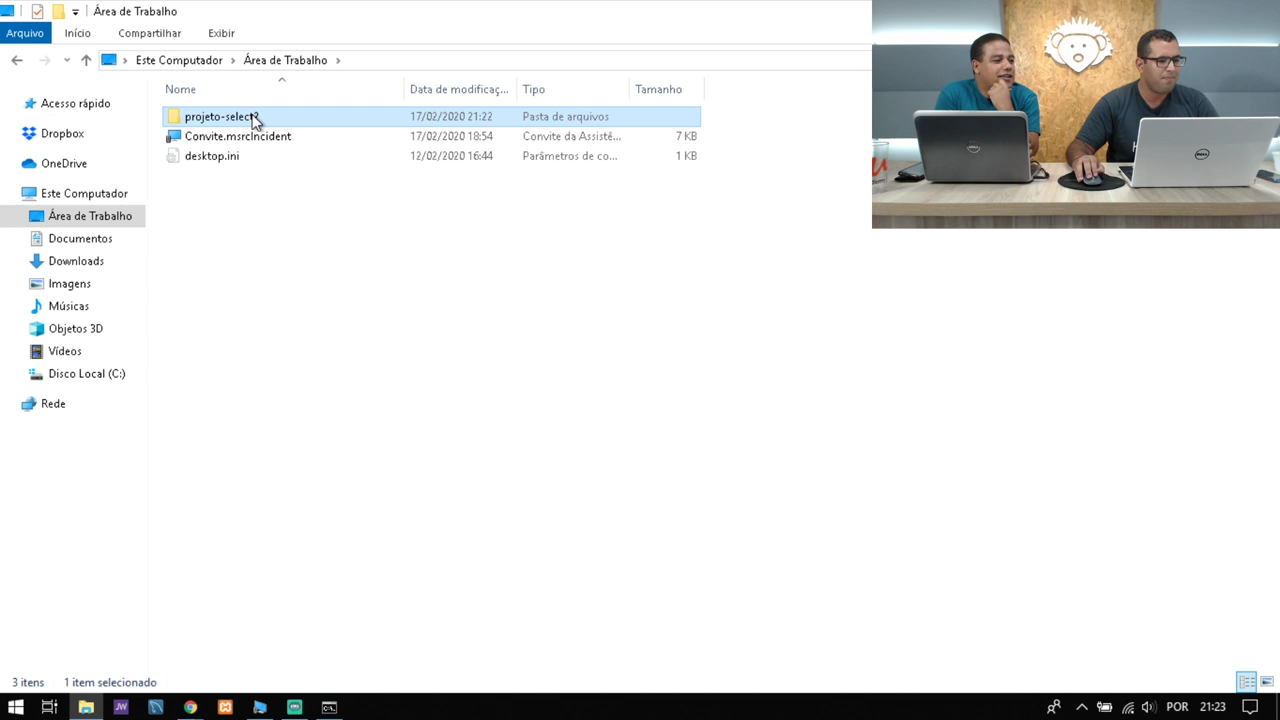 Área de Trabalho
Arquivo Início Compartilhar Exibir
Este Computador Área de Trabalho
Nome Data de modificaç... Tipo Tamanho
projeto-select2 17/02/2020 21:22 Pasta de arquivos
Convite.msrcIncident 17/02/2020 18:54 Convite da Assistê... 7 KB
desktop.ini 12/02/2020 16:44 Parâmetros de co... 1 KB
Acesso rápido
Dropbox
OneDrive
Este Computador
Área de Trabalho
Documentos
Downloads
Imagens
Músicas
Objetos 3D
Vídeos
Disco Local (C:)
Rede
3 itens 1 item selecionado
JW
POR 21:23
DELL